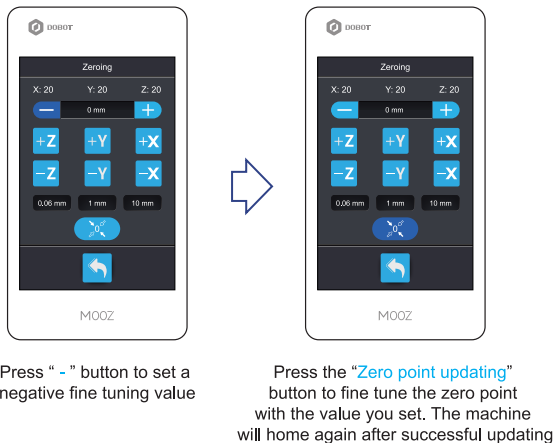 DOBOT
Zeroing
X: 20 Y: 20 Z: 20
— 0 mm +
+Z +Y +X
−Z −Y −X
0.06 mm 1 mm 10 mm
0
MOOZ
Press “ - ” button to set a
negative fine tuning value
DOBOT
Zeroing
X: 20 Y: 20 Z: 20
— 0 mm +
+Z +Y +X
−Z −Y −X
0.06 mm 1 mm 10 mm
0
MOOZ
Press the “Zero point updating”
button to fine tune the zero point
with the value you set. The machine
will home again after successful updating